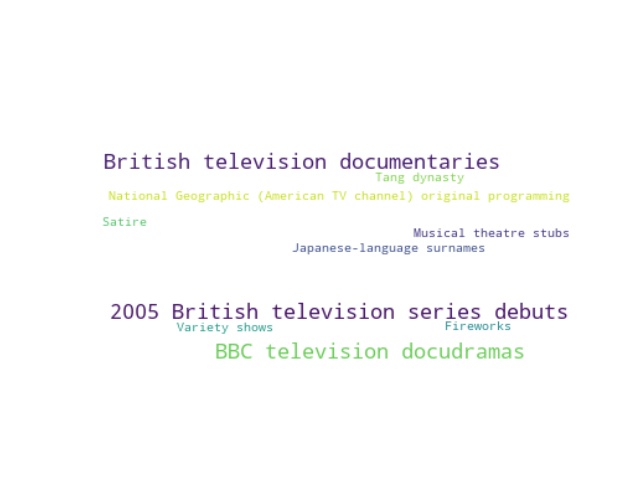 British television documentaries
Tang dynasty
National Geographic (American TV channel) original programming
Satire
Musical theatre stubs
Japanese-language surnames
2005 British television series debuts
Variety shows
Fireworks
BBC television docudramas